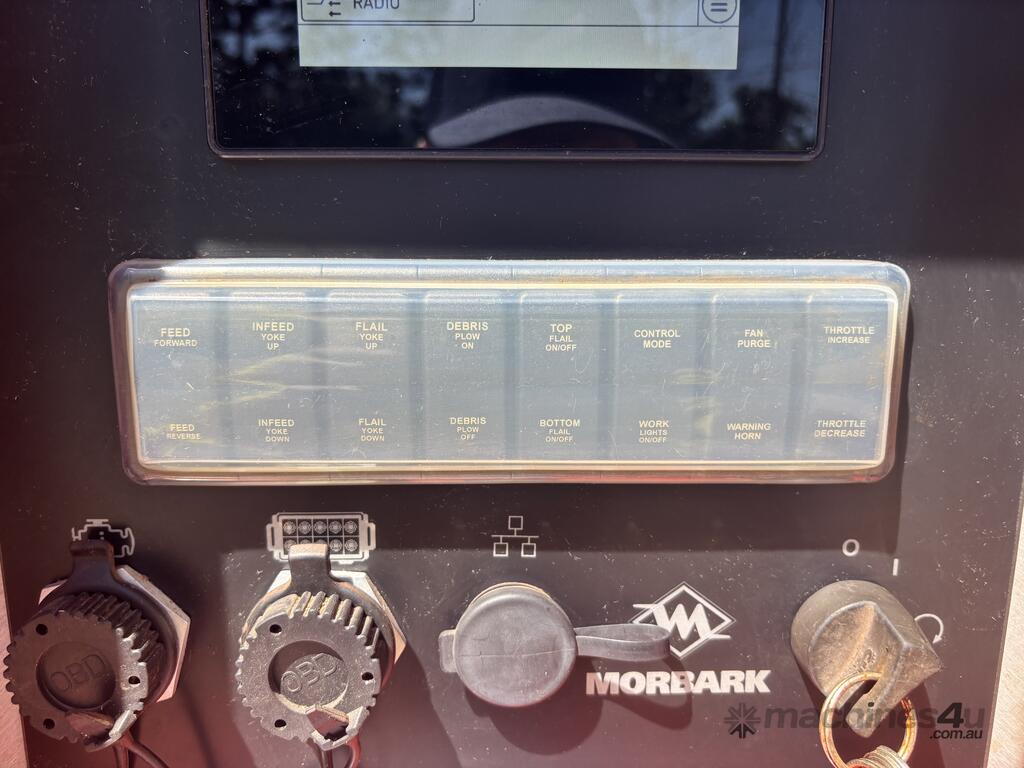 RADIO
FEED
FORWARD
INFEED
YOKE
UP
FLAIL
YOKE
UP
DEBRIS
PLOW
ON
TOP
FLAIL
ON/OFF
CONTROL
MODE
FAN
PURGE
THROTTLE
INCREASE
FEED
REVERSE
INFEED
YOKE
DOWN
FLAIL
YOKE
DOWN
DEBRIS
PLOW
OFF
BOTTOM
FLAIL
ON/OFF
WORK
LIGHTS
ON/OFF
WARNING
HORN
THROTTLE
DECREASE
O I
OBD
OBD
MORBARK
machines4u
.com.au